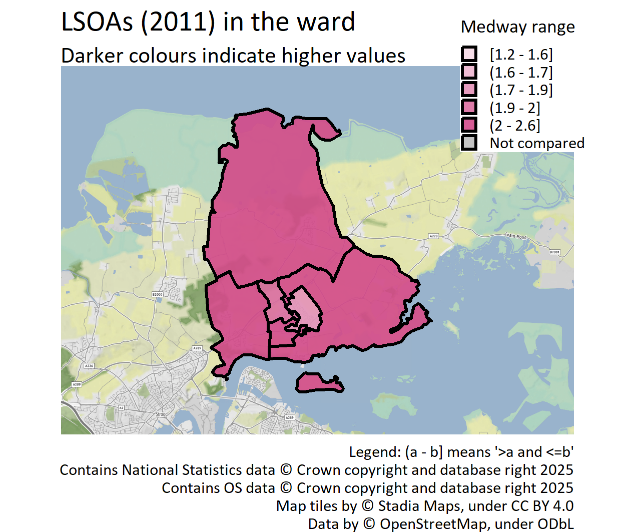 LSOAs (2011) in the ward
Darker colours indicate higher values
Medway range
[1.2 - 1.6]
(1.6 - 1.7]
(1.7 - 1.9]
(1.9 - 2]
(2 - 2.6]
Not compared
Legend: (a - b] means '>a and <=b'
Contains National Statistics data © Crown copyright and database right 2025
Contains OS data © Crown copyright and database right 2025
Map tiles by © Stadia Maps, under CC BY 4.0
Data by © OpenStreetMap, under ODbL